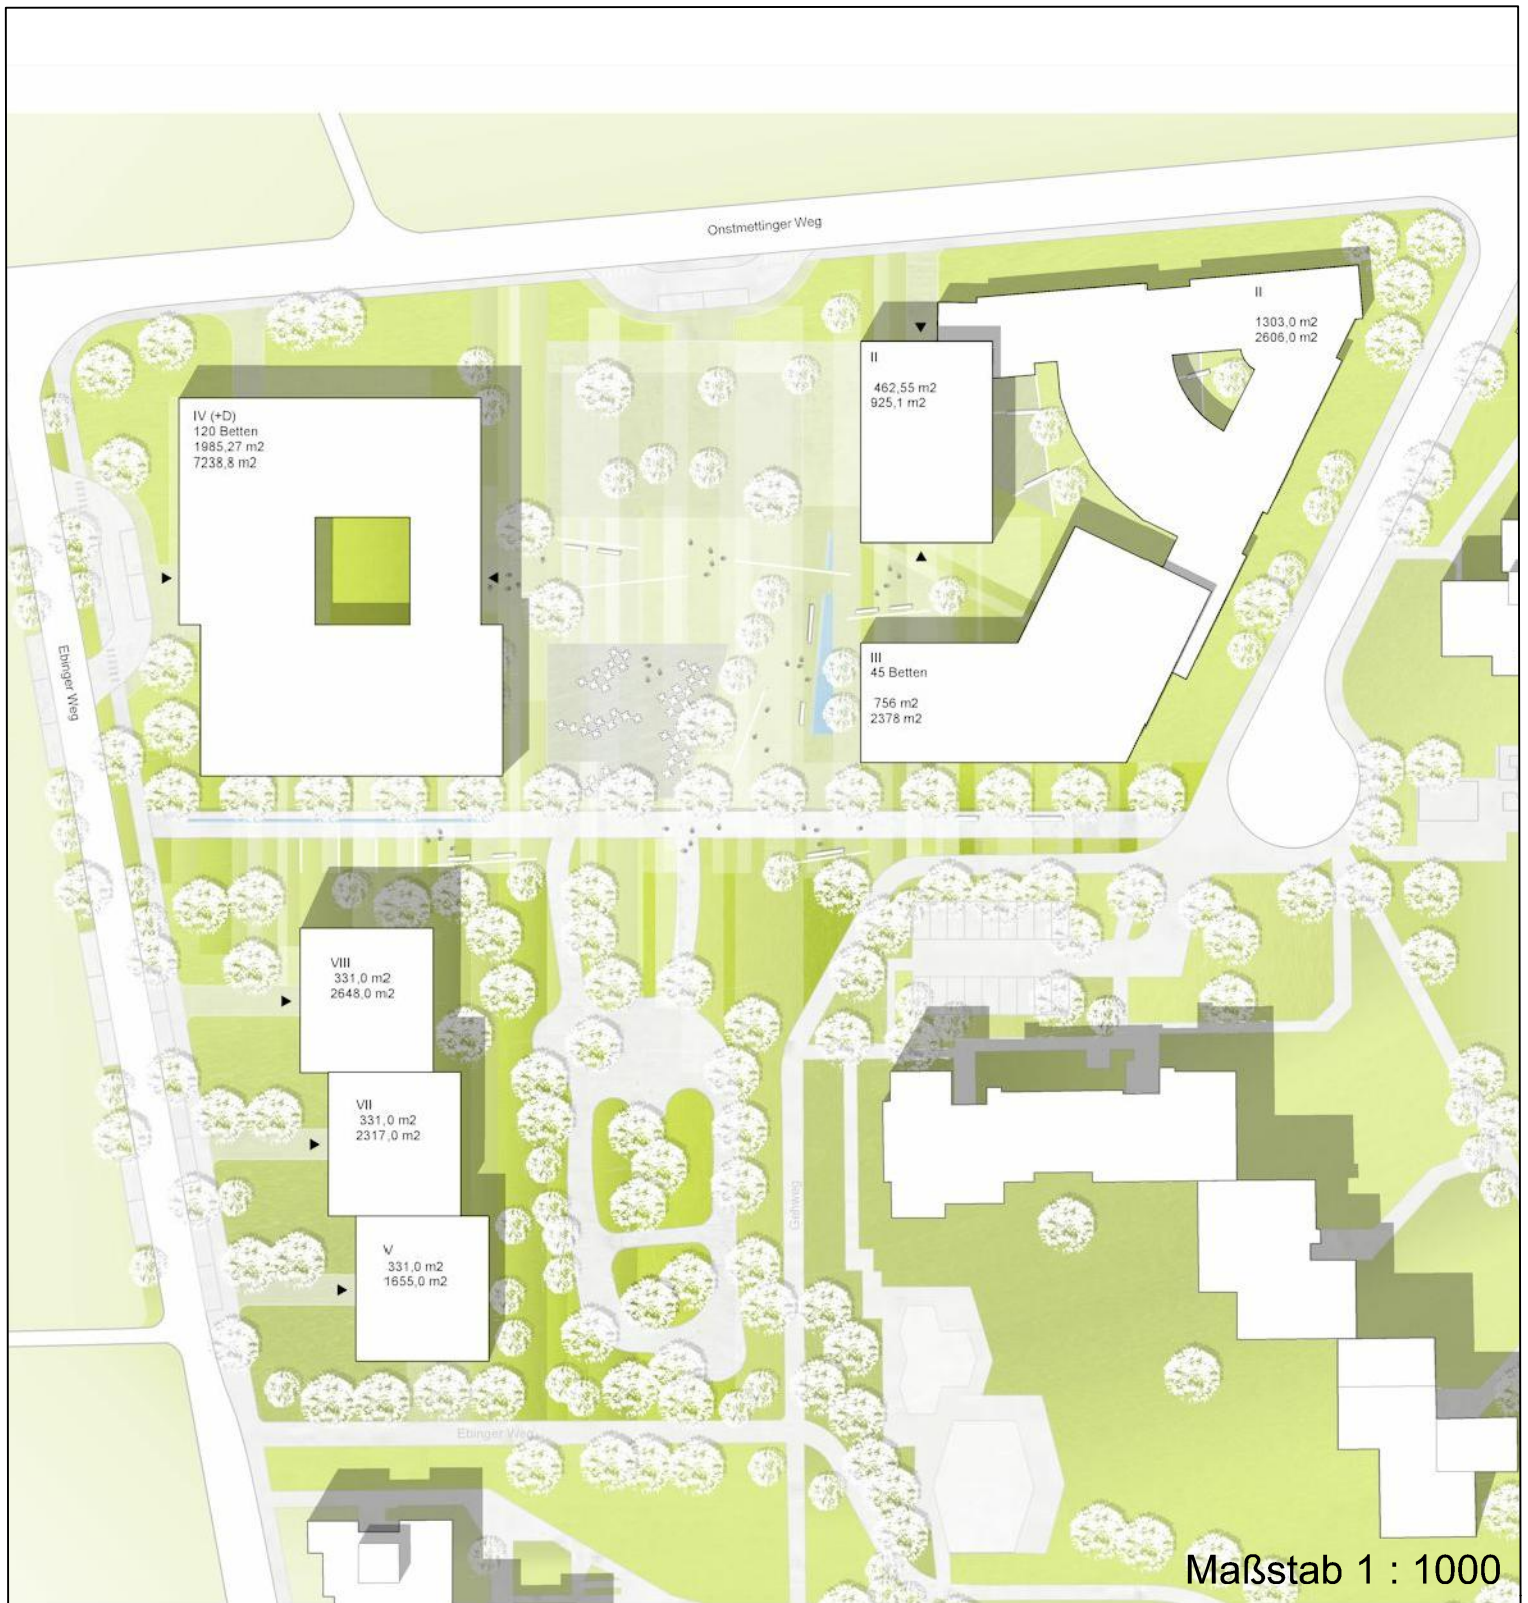 Onstmettinger Weg
II
1303,0 m2
2606,0 m2
II
462,55 m2
925,1 m2
IV (+D)
120 Betten
1985,27 m2
7238,8 m2
Ebinger Weg
III
45 Betten
756 m2
2378 m2
VIII
331,0 m2
2648,0 m2
VII
331,0 m2
2317,0 m2
Gehweg
V
331,0 m2
1655,0 m2
Ebinger Weg
Maßstab 1 : 1000